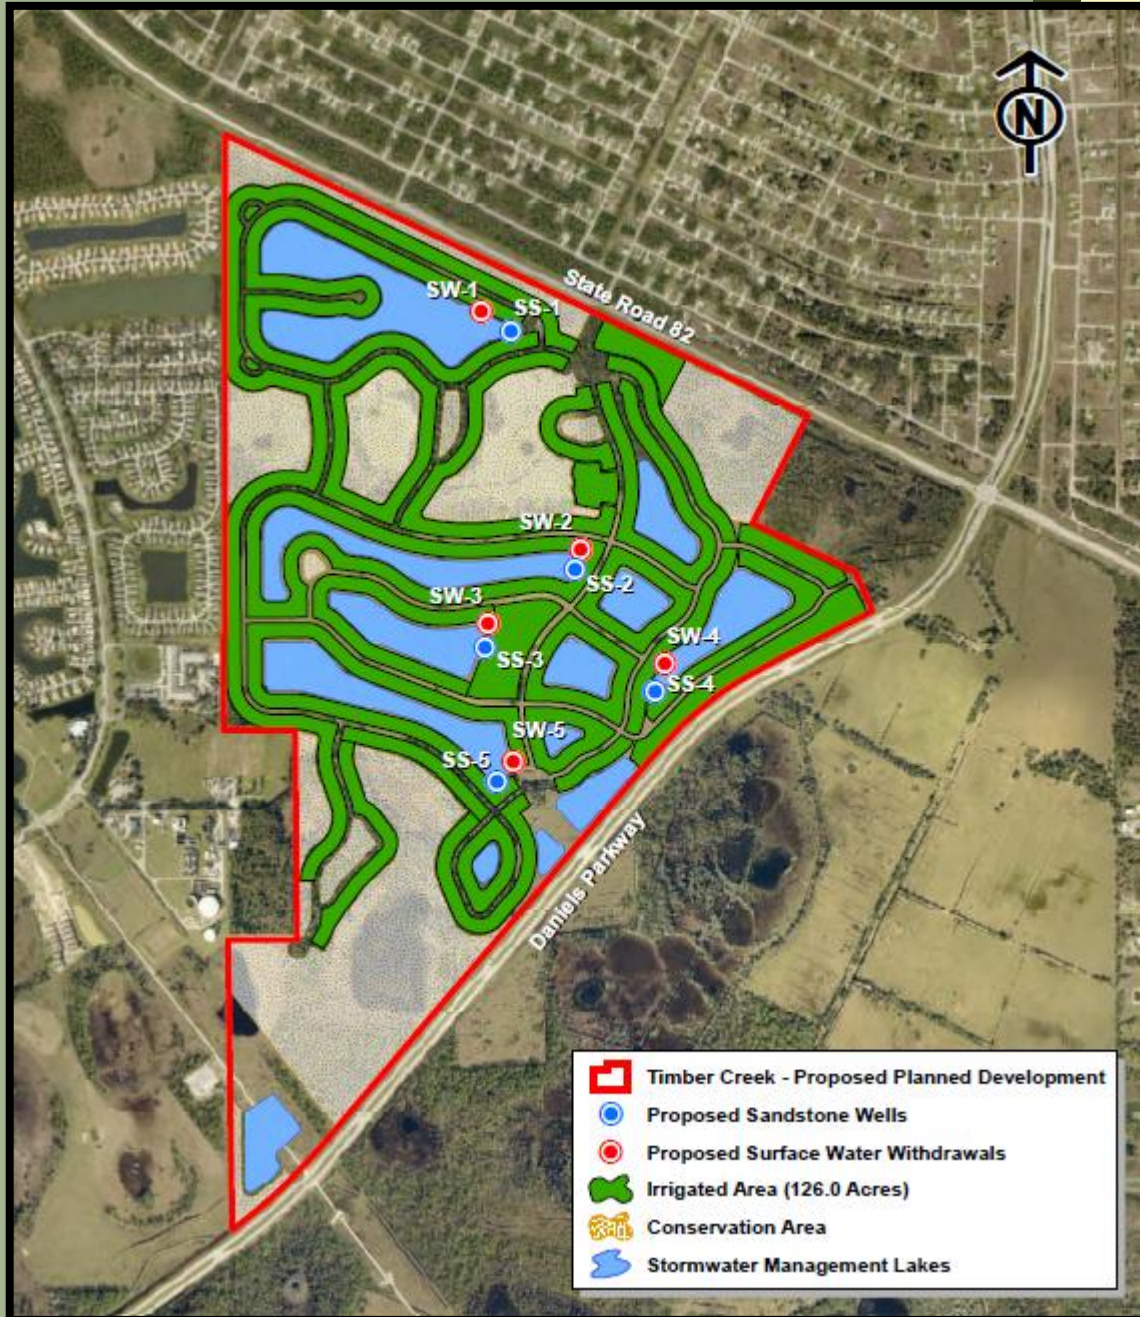 N
State Road 82
SW-1
SS-1
SW-2
SS-2
SW-3
SS-3
SW-4
SS-4
SW-5
SS-5
Daniels Parkway
Timber Creek - Proposed Planned Development
Proposed Sandstone Wells
Proposed Surface Water Withdrawals
Irrigated Area (126.0 Acres)
Conservation Area
Stormwater Management Lakes